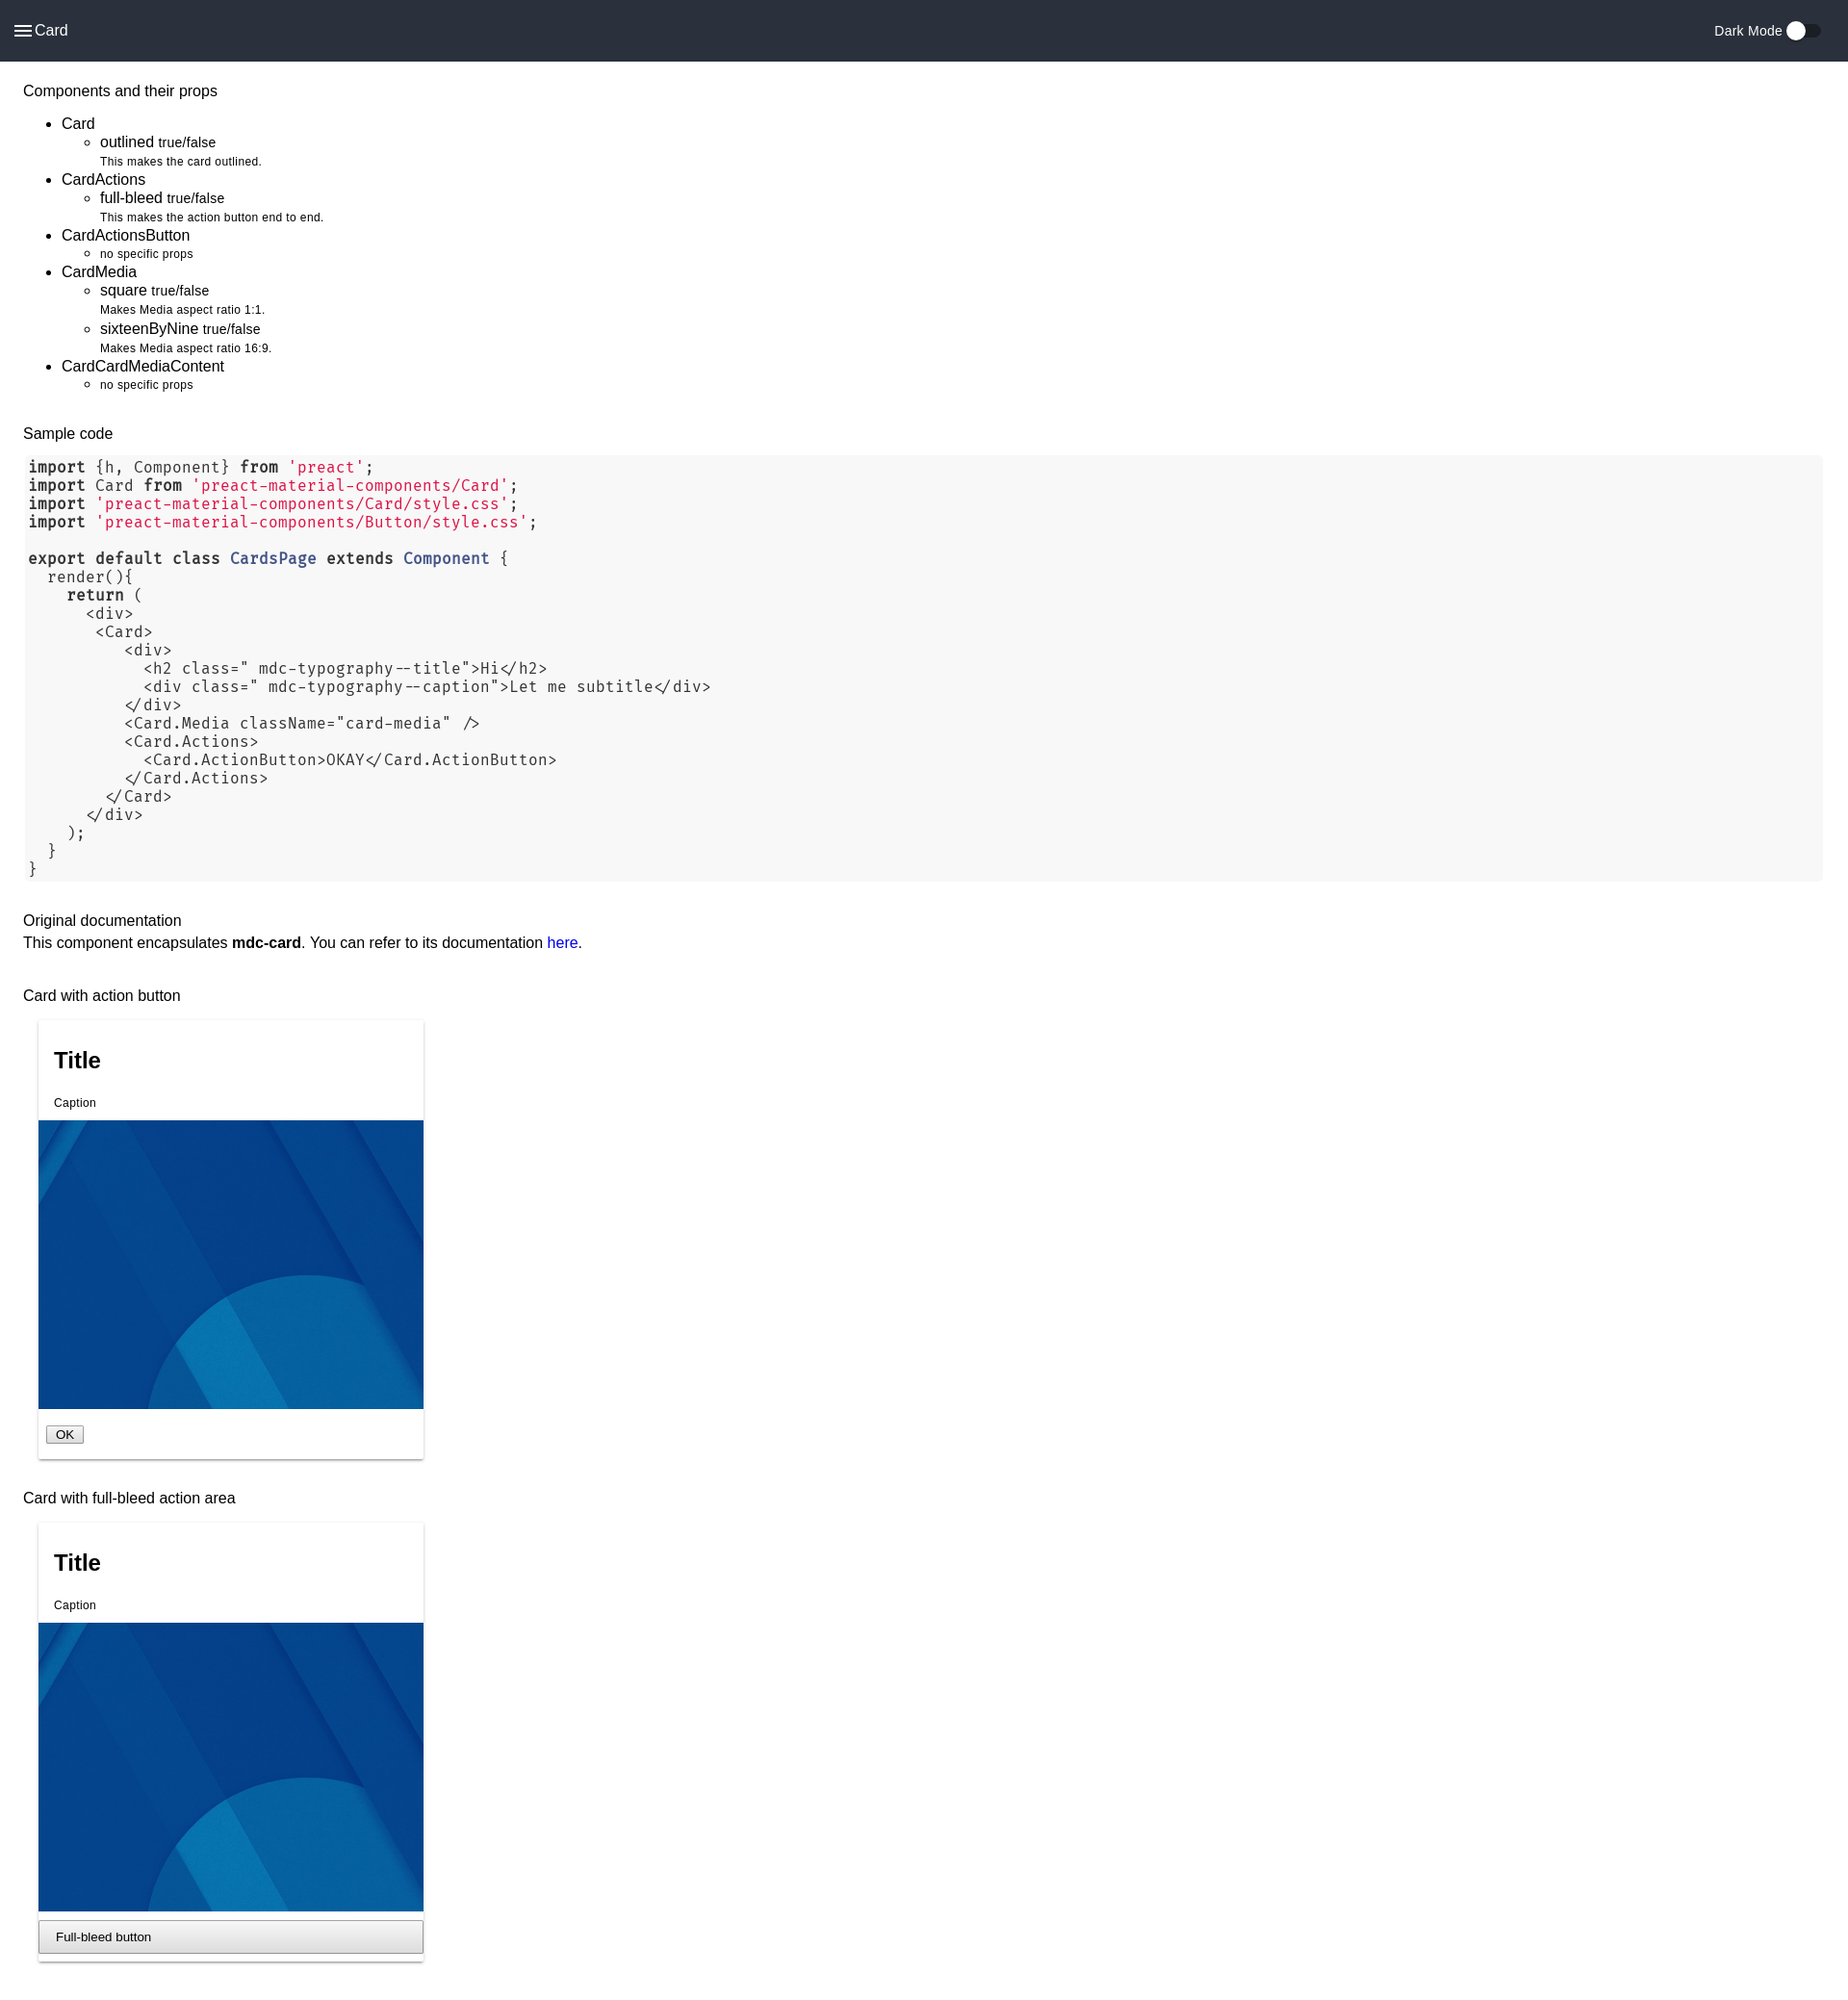 Card
Dark Mode
Components and their props
Card
outlined true/false
This makes the card outlined.
CardActions
full-bleed true/false
This makes the action button end to end.
CardActionsButton
no specific props
CardMedia
square true/false
Makes Media aspect ratio 1:1.
sixteenByNine true/false
Makes Media aspect ratio 16:9.
CardCardMediaContent
no specific props
Sample code
import {h, Component} from 'preact';
import Card from 'preact-material-components/Card';
import 'preact-material-components/Card/style.css';
import 'preact-material-components/Button/style.css';
export default class CardsPage extends Component {
render(){
return (
<div>
<Card>
<div>
<h2 class=" mdc-typography--title">Hi</h2>
<div class=" mdc-typography--caption">Let me subtitle</div>
</div>
<Card.Media className="card-media" />
<Card.Actions>
<Card.ActionButton>OKAY</Card.ActionButton>
</Card.Actions>
</Card>
</div>
);
}
}
Original documentation
This component encapsulates mdc-card. You can refer to its documentation here.
Card with action button
Title
Caption
OK
Card with full-bleed action area
Title
Caption
Full-bleed button